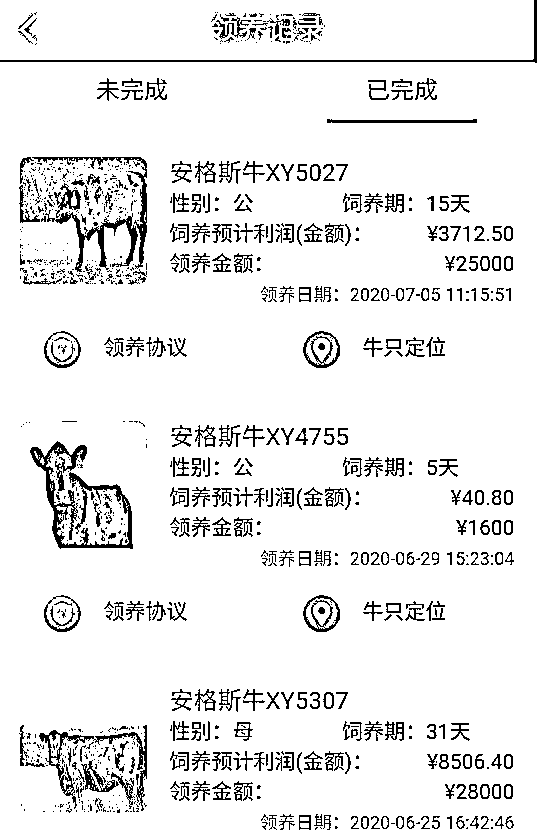 领养记录
未完成 已完成
安格斯牛XY5027
性别：公 饲养期：15天
饲养预计利润(金额)： ¥3712.50
领养金额： ¥25000
领养日期：2020-07-05 11:15:51
领养协议 牛只定位
安格斯牛XY4755
性别：公 饲养期：5天
饲养预计利润(金额)： ¥40.80
领养金额： ¥1600
领养日期：2020-06-29 15:23:04
领养协议 牛只定位
安格斯牛XY5307
性别：母 饲养期：31天
饲养预计利润(金额)： ¥8506.40
领养金额： ¥28000
领养日期：2020-06-25 16:42:46